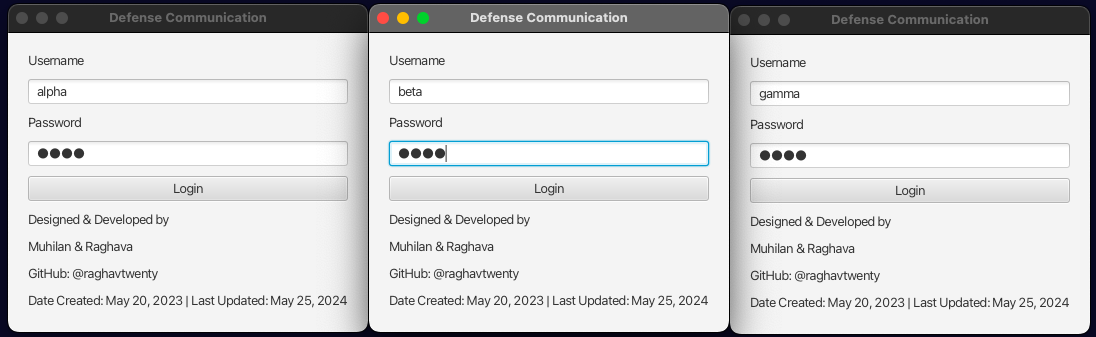 Defense Communication
Username
alpha
Password
●●●●
Login
Designed & Developed by
Muhilan & Raghava
GitHub: @raghavtwenty
Date Created: May 20, 2023 | Last Updated: May 25, 2024
Defense Communication
Username
beta
Password
●●●●
Login
Designed & Developed by
Muhilan & Raghava
GitHub: @raghavtwenty
Date Created: May 20, 2023 | Last Updated: May 25, 2024
Defense Communication
Username
gamma
Password
●●●●
Login
Designed & Developed by
Muhilan & Raghava
GitHub: @raghavtwenty
Date Created: May 20, 2023 | Last Updated: May 25, 2024